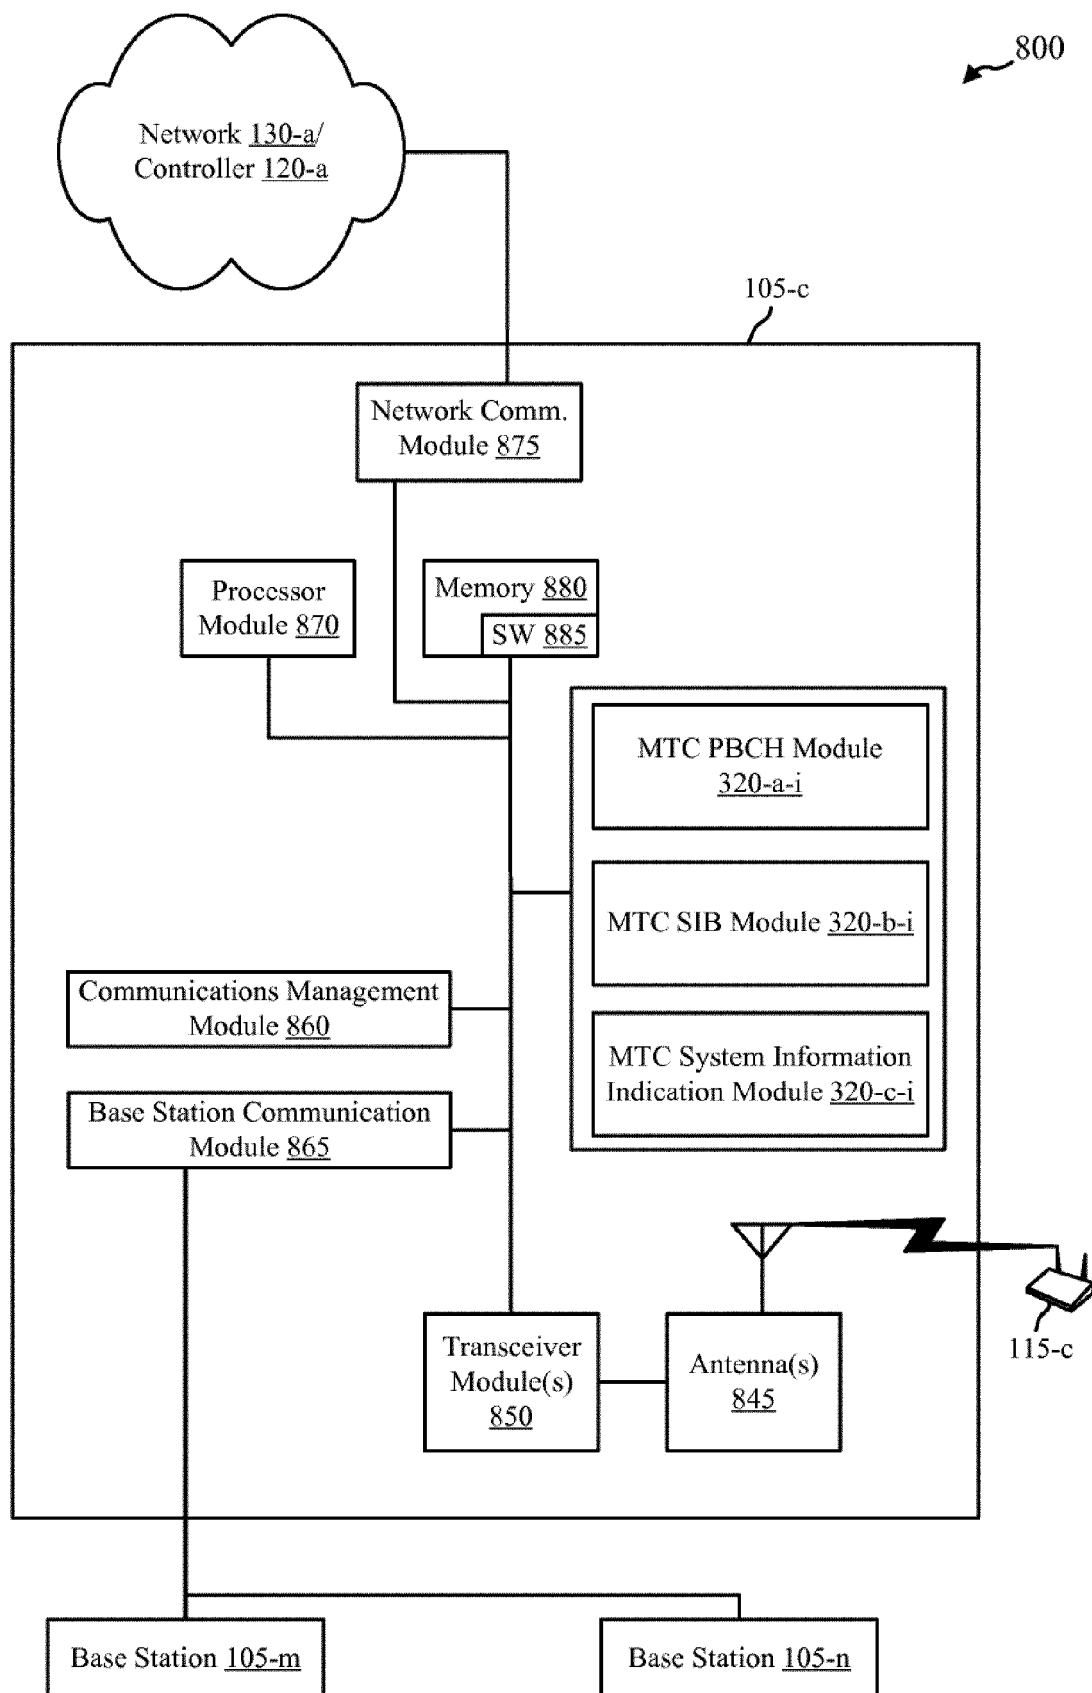 800
Network 130-a/
Controller 120-a
105-c
Network Comm.
Module 875
Processor
Module 870
Memory 880
SW 885
MTC PBCH Module
320-a-i
MTC SIB Module 320-b-i
MTC System Information
Indication Module 320-c-i
Communications Management
Module 860
Base Station Communication
Module 865
Transceiver
Module(s)
850
Antenna(s)
845
115-c
Base Station 105-m
Base Station 105-n